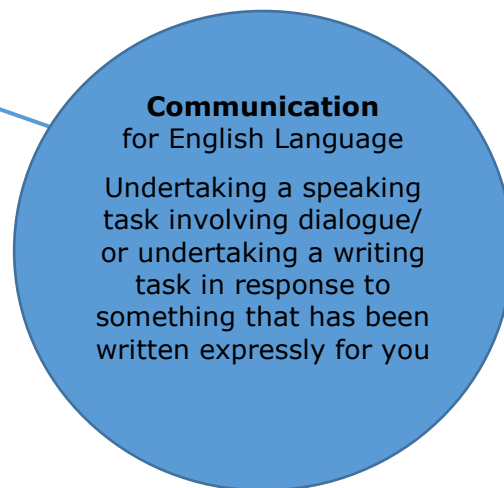 Communication
for English Language
Undertaking a speaking
task involving dialogue/
or undertaking a writing
task in response to
something that has been
written expressly for you